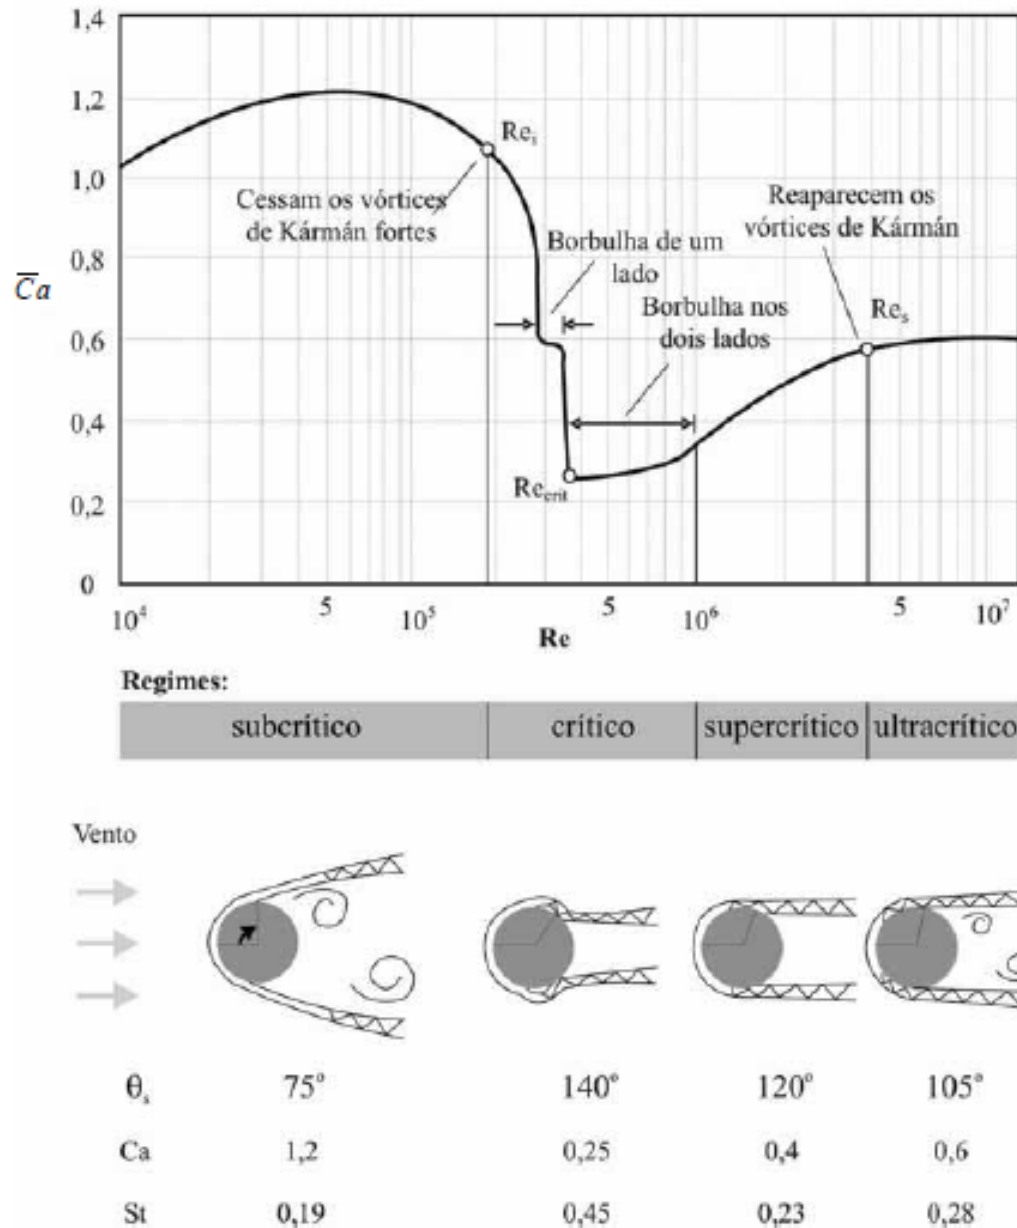 1,4
1,2
1,0
0,8
0,6
0,4
0,2
0
C̅a
Re₁
Cessam os vórtices
de Kármán fortes
Borbulha de um
lado
Borbulha nos
dois lados
Reaparecem os
vórtices de Kármán
Reₛ
Re_crit
10⁴ 5 10⁵ 5 10⁶ 5 10⁷
Re
Regimes:
subcrítico crítico supercrítico ultracrítico
Vento
θₛ 75° 140° 120° 105°
Ca 1,2 0,25 0,4 0,6
St 0,19 0,45 0,23 0,28